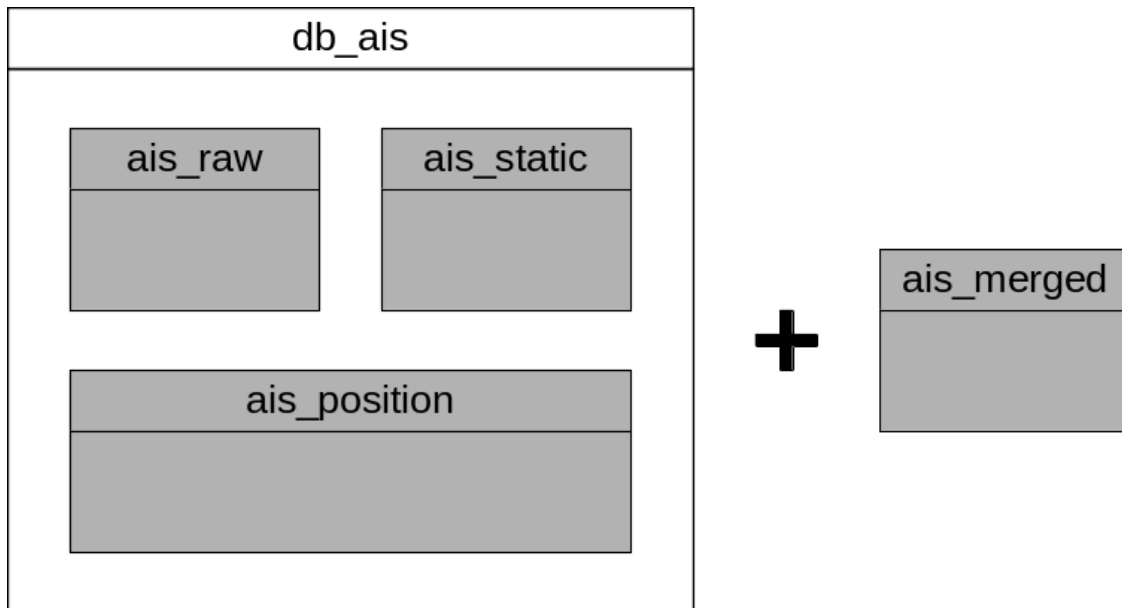 db_ais
ais_raw
ais_static
ais_position
ais_merged